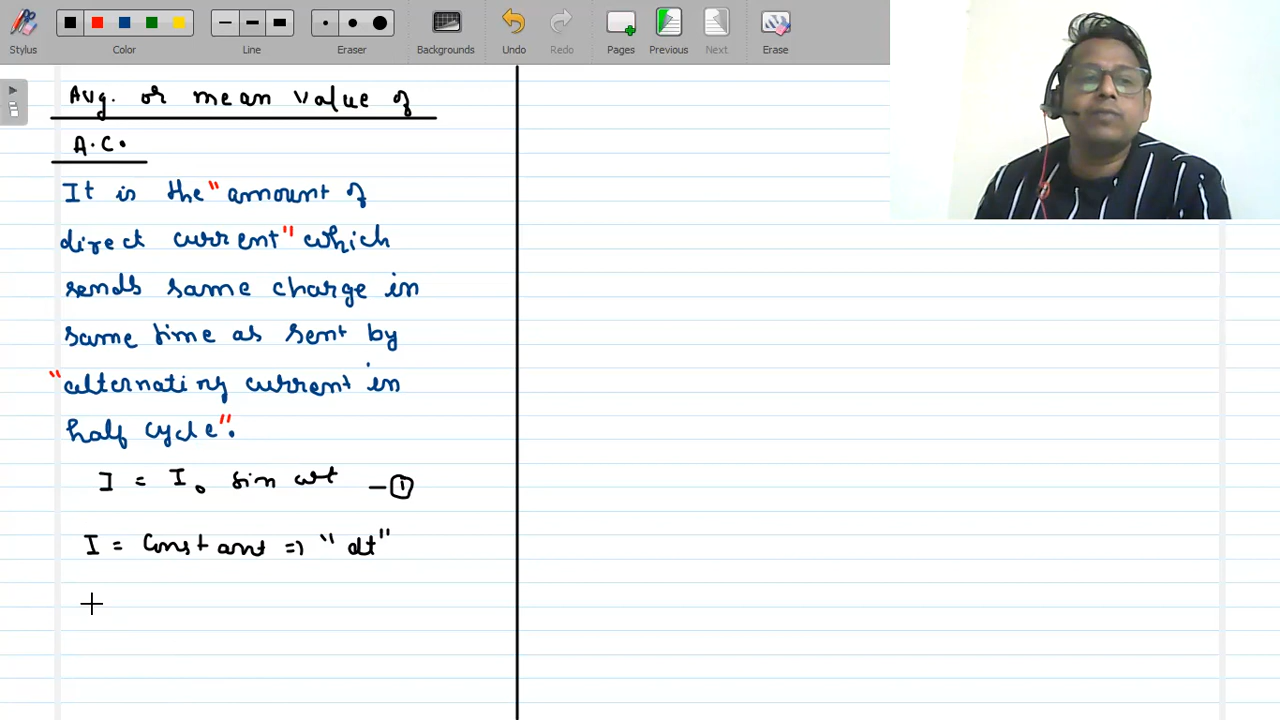 Stylus
Color
Line
Eraser
Backgrounds
Undo
Redo
Pages
Previous
Next
Erase
Avg. or mean value of
A.C.
It is the "amount of
direct current" which
sends same charge in
same time as sent by
"alternating current in
half cycle".
I = I₀ sin ωt —①
I = Constant => "dt"